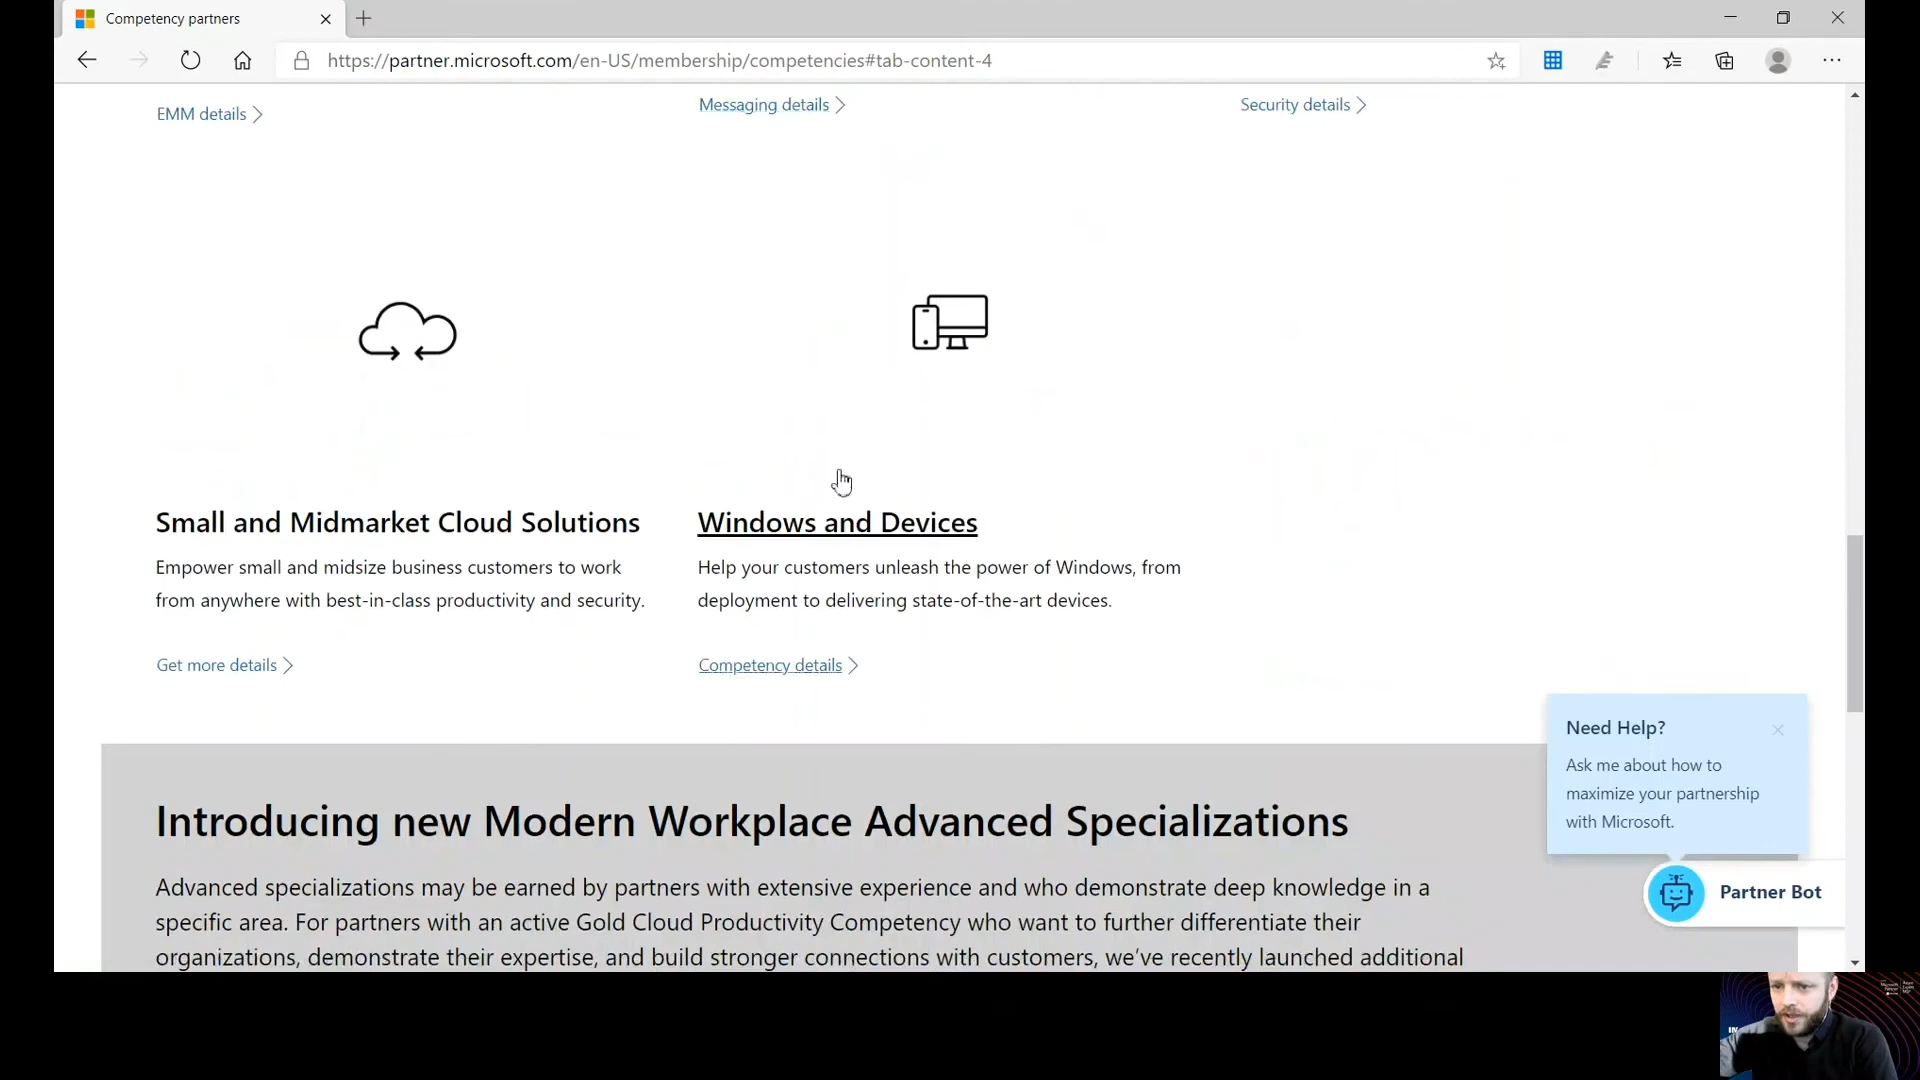 Competency partners
https://partner.microsoft.com/en-US/membership/competencies#tab-content-4
EMM details
Messaging details
Security details
Small and Midmarket Cloud Solutions
Empower small and midsize business customers to work
from anywhere with best-in-class productivity and security.
Get more details
Windows and Devices
Help your customers unleash the power of Windows, from
deployment to delivering state-of-the-art devices.
Competency details
Introducing new Modern Workplace Advanced Specializations
Advanced specializations may be earned by partners with extensive experience and who demonstrate deep knowledge in a
specific area. For partners with an active Gold Cloud Productivity Competency who want to further differentiate their
organizations, demonstrate their expertise, and build stronger connections with customers, we've recently launched additional
Need Help?
Ask me about how to
maximize your partnership
with Microsoft.
Partner Bot